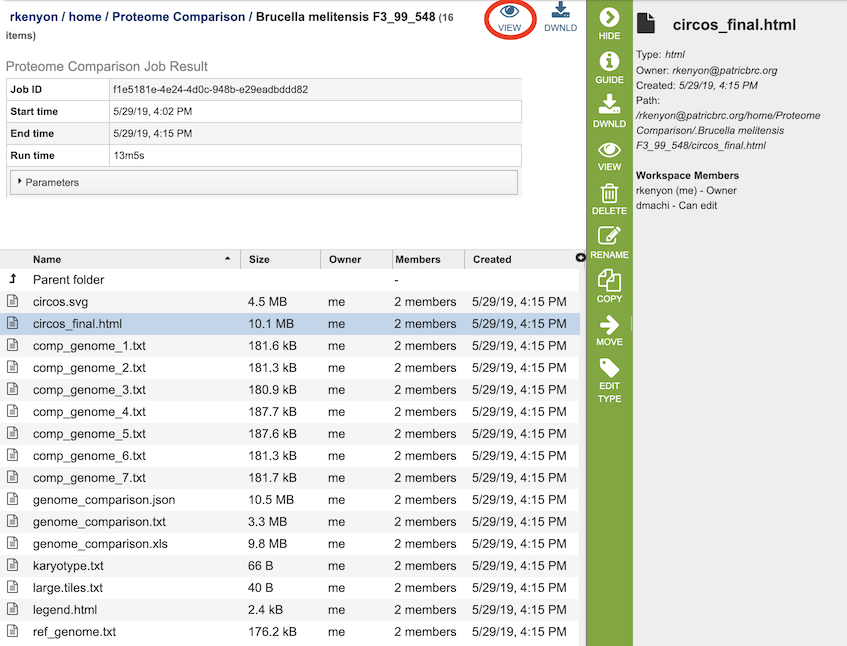 rkenyon / home / Proteome Comparison / Brucella melitensis F3_99_548 (16
items)
VIEW
DWNLD
Proteome Comparison Job Result
Job ID f1e5181e-4e24-4d0c-948b-e29eadbddd82
Start time 5/29/19, 4:02 PM
End time 5/29/19, 4:15 PM
Run time 13m5s
Parameters
Name Size Owner Members Created
Parent folder -
circos.svg 4.5 MB me 2 members 5/29/19, 4:15 PM
circos_final.html 10.1 MB me 2 members 5/29/19, 4:15 PM
comp_genome_1.txt 181.6 kB me 2 members 5/29/19, 4:15 PM
comp_genome_2.txt 181.3 kB me 2 members 5/29/19, 4:15 PM
comp_genome_3.txt 180.9 kB me 2 members 5/29/19, 4:15 PM
comp_genome_4.txt 187.7 kB me 2 members 5/29/19, 4:15 PM
comp_genome_5.txt 187.6 kB me 2 members 5/29/19, 4:15 PM
comp_genome_6.txt 181.3 kB me 2 members 5/29/19, 4:15 PM
comp_genome_7.txt 181.7 kB me 2 members 5/29/19, 4:15 PM
genome_comparison.json 10.5 MB me 2 members 5/29/19, 4:15 PM
genome_comparison.txt 3.3 MB me 2 members 5/29/19, 4:15 PM
genome_comparison.xls 9.8 MB me 2 members 5/29/19, 4:15 PM
karyotype.txt 66 B me 2 members 5/29/19, 4:15 PM
large.tiles.txt 40 B me 2 members 5/29/19, 4:15 PM
legend.html 2.4 kB me 2 members 5/29/19, 4:15 PM
ref_genome.txt 176.2 kB me 2 members 5/29/19, 4:15 PM
HIDE
GUIDE
DWNLD
VIEW
DELETE
RENAME
COPY
MOVE
EDIT
TYPE
circos_final.html
Type: html
Owner: rkenyon@patricbrc.org
Created: 5/29/19, 4:15 PM
Path:
/rkenyon@patricbrc.org/home/Proteome
Comparison/.Brucella melitensis
F3_99_548/circos_final.html
Workspace Members
rkenyon (me) - Owner
dmachi - Can edit